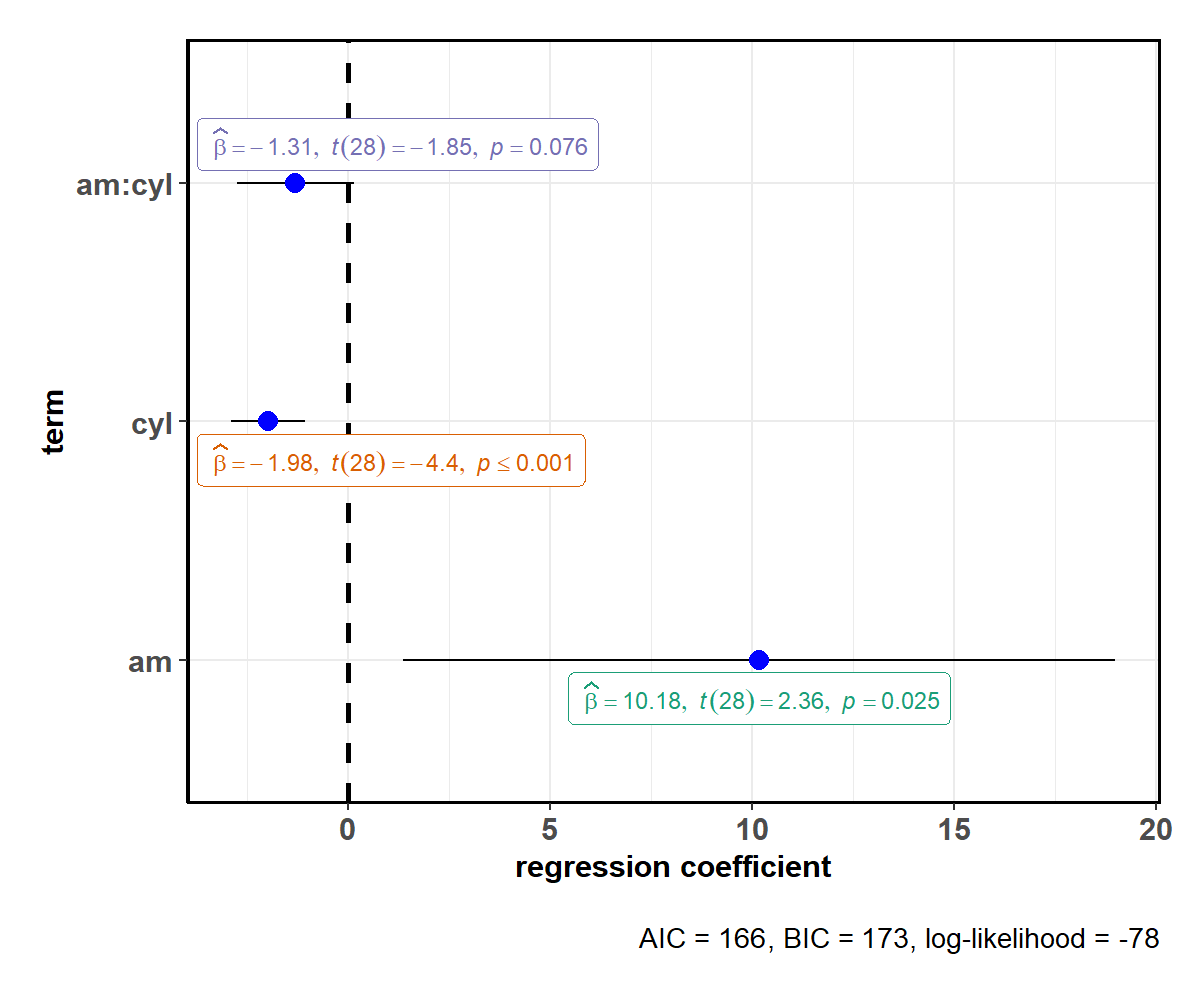 β̂ = −1.31, t(28) = −1.85, p = 0.076
am:cyl
cyl
β̂ = −1.98, t(28) = −4.4, p ≤ 0.001
term
am
β̂ = 10.18, t(28) = 2.36, p = 0.025
0 5 10 15 20
regression coefficient
AIC = 166, BIC = 173, log-likelihood = -78